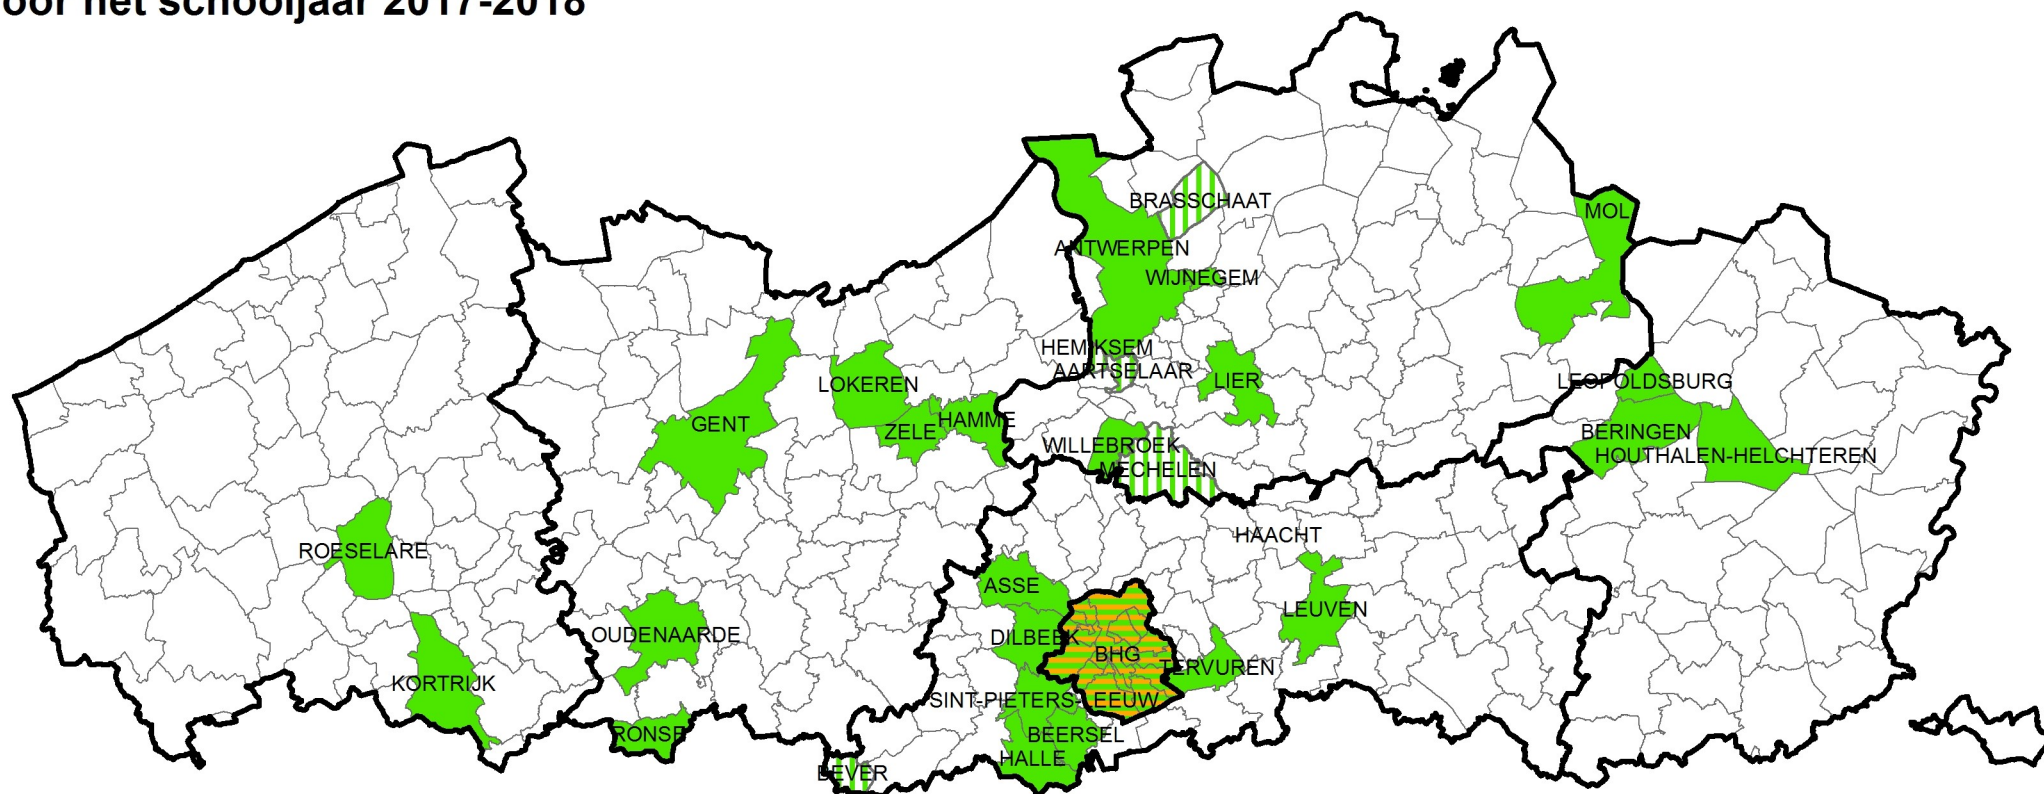 oor het schooljaar 2017-2018
BRASSCHAAT
MOL
ANTWERPEN
WIJNEGEM
HEMIKSEM
AARTSELAAR
LIER
LOKEREN
LEOPOLDSBURG
GENT
ZELE
HAMME
BERINGEN
WILLEBROEK
HOUTHALEN-HELCHTEREN
MECHELEN
HAACHT
ROESELARE
ASSE
LEUVEN
OUDENAARDE
DILBEEK
BHG
TERVUREN
KORTRIJK
SINT-PIETERS-LEEUW
RONSE
BEERSEL
HALLE
BEVER